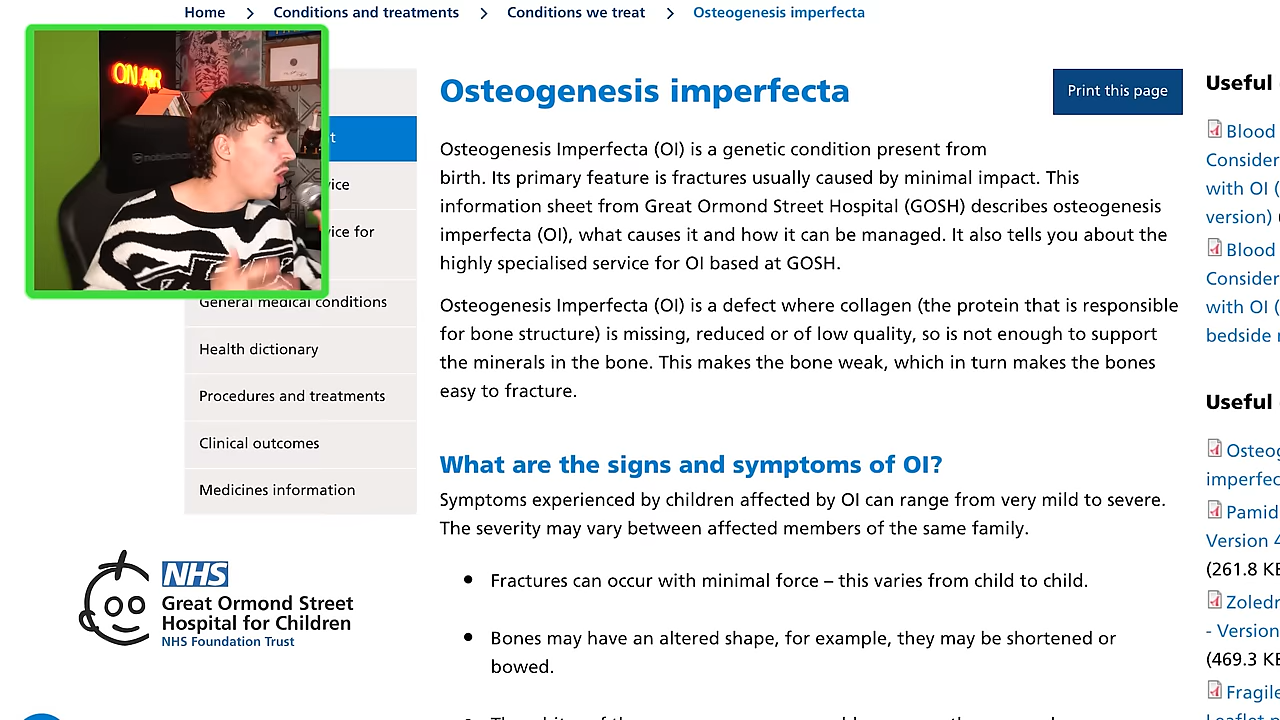 Home > Conditions and treatments > Conditions we treat > Osteogenesis imperfecta
ON AIR
t
vice
vice for
General medical conditions
Health dictionary
Procedures and treatments
Clinical outcomes
Medicines information
NHS
Great Ormond Street
Hospital for Children
NHS Foundation Trust
Osteogenesis imperfecta
Print this page
Osteogenesis Imperfecta (OI) is a genetic condition present from
birth. Its primary feature is fractures usually caused by minimal impact. This
information sheet from Great Ormond Street Hospital (GOSH) describes osteogenesis
imperfecta (OI), what causes it and how it can be managed. It also tells you about the
highly specialised service for OI based at GOSH.
Osteogenesis Imperfecta (OI) is a defect where collagen (the protein that is responsible
for bone structure) is missing, reduced or of low quality, so is not enough to support
the minerals in the bone. This makes the bone weak, which in turn makes the bones
easy to fracture.
What are the signs and symptoms of OI?
Symptoms experienced by children affected by OI can range from very mild to severe.
The severity may vary between affected members of the same family.
• Fractures can occur with minimal force – this varies from child to child.
• Bones may have an altered shape, for example, they may be shortened or
bowed.
Useful
Blood
Consider
with OI (
version) (
Blood
Consider
with OI (
bedside
Useful
Osteog
imperfec
Pamid
Version 4
(261.8 KB
Zoledr
- Version
(469.3 KB
Fragile